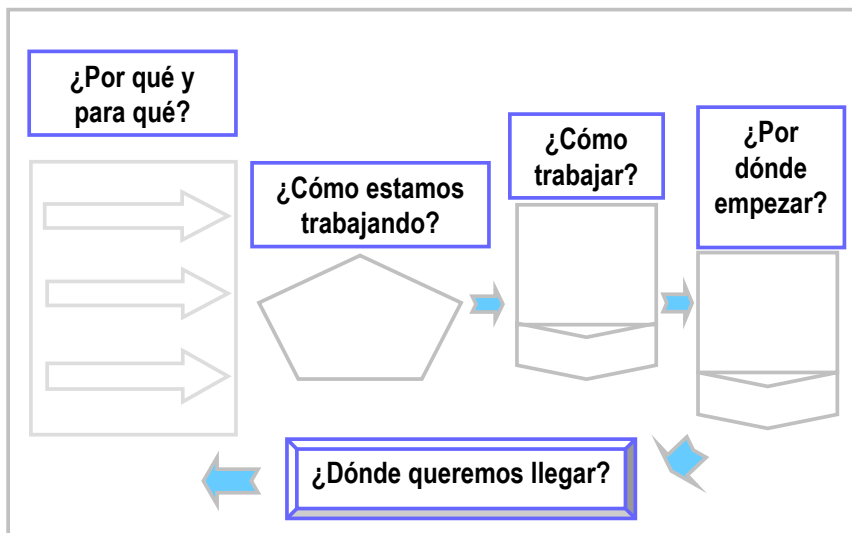 ¿Por qué y
para qué?
¿Cómo estamos
trabajando?
¿Cómo
trabajar?
¿Por
dónde
empezar?
¿Dónde queremos llegar?